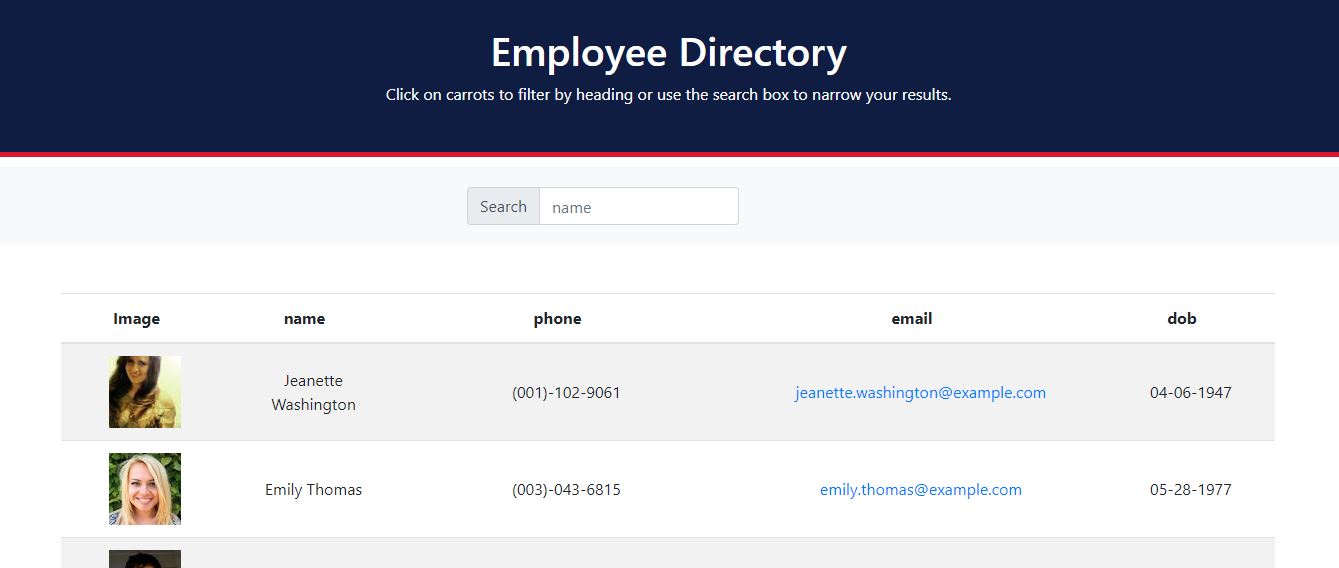 Employee Directory
Click on carrots to filter by heading or use the search box to narrow your results.
Search name
Image name phone email dob
Jeanette
Washington (001)-102-9061 jeanette.washington@example.com 04-06-1947
Emily Thomas (003)-043-6815 emily.thomas@example.com 05-28-1977